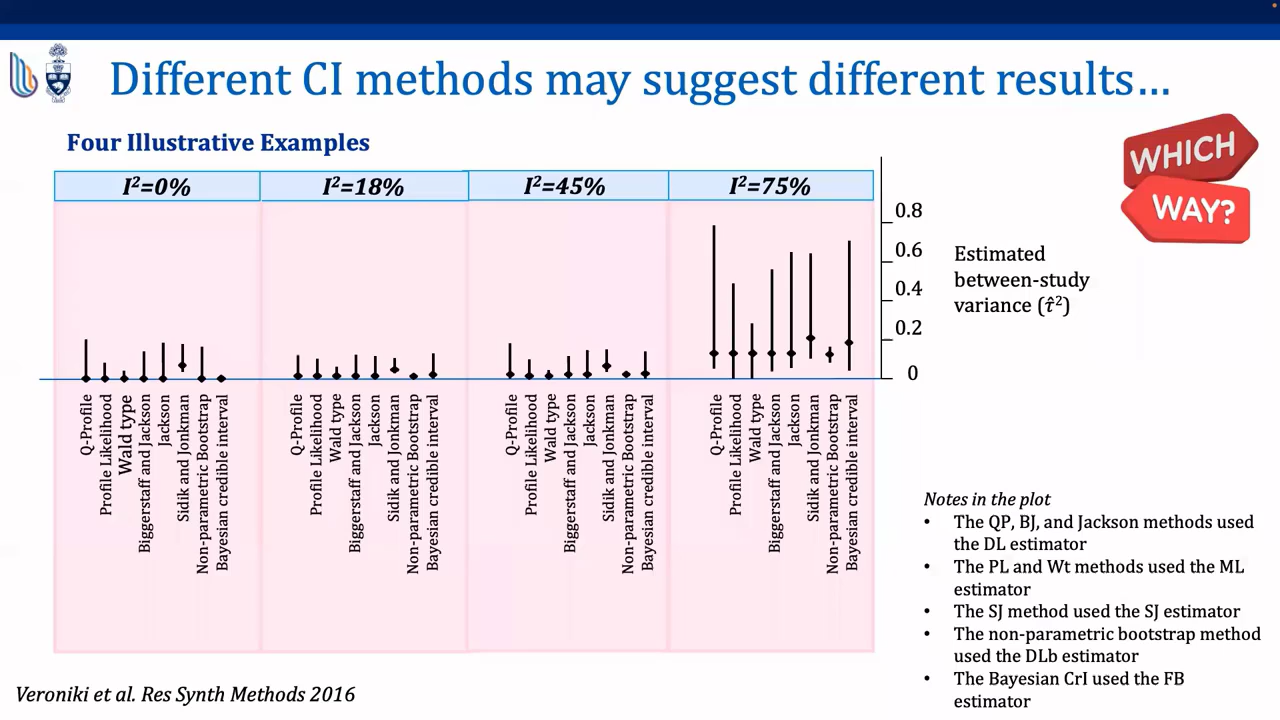 Different CI methods may suggest different results…
Four Illustrative Examples
WHICH
WAY?
I²=0%
I²=18%
I²=45%
I²=75%
0.8
0.6
0.4
0.2
0
Estimated
between-study
variance (τ̂²)
Q-Profile
Profile Likelihood
Wald type
Biggerstaff and Jackson
Jackson
Sidik and Jonkman
Non-parametric Bootstrap
Bayesian credible interval
Q-Profile
Profile Likelihood
Wald type
Biggerstaff and Jackson
Jackson
Sidik and Jonkman
Non-parametric Bootstrap
Bayesian credible interval
Q-Profile
Profile Likelihood
Wald type
Biggerstaff and Jackson
Jackson
Sidik and Jonkman
Non-parametric Bootstrap
Bayesian credible interval
Q-Profile
Profile Likelihood
Wald type
Biggerstaff and Jackson
Jackson
Sidik and Jonkman
Non-parametric Bootstrap
Bayesian credible interval
Notes in the plot
• The QP, BJ, and Jackson methods used
the DL estimator
• The PL and Wt methods used the ML
estimator
• The SJ method used the SJ estimator
• The non-parametric bootstrap method
used the DLb estimator
• The Bayesian CrI used the FB
estimator
Veroniki et al. Res Synth Methods 2016